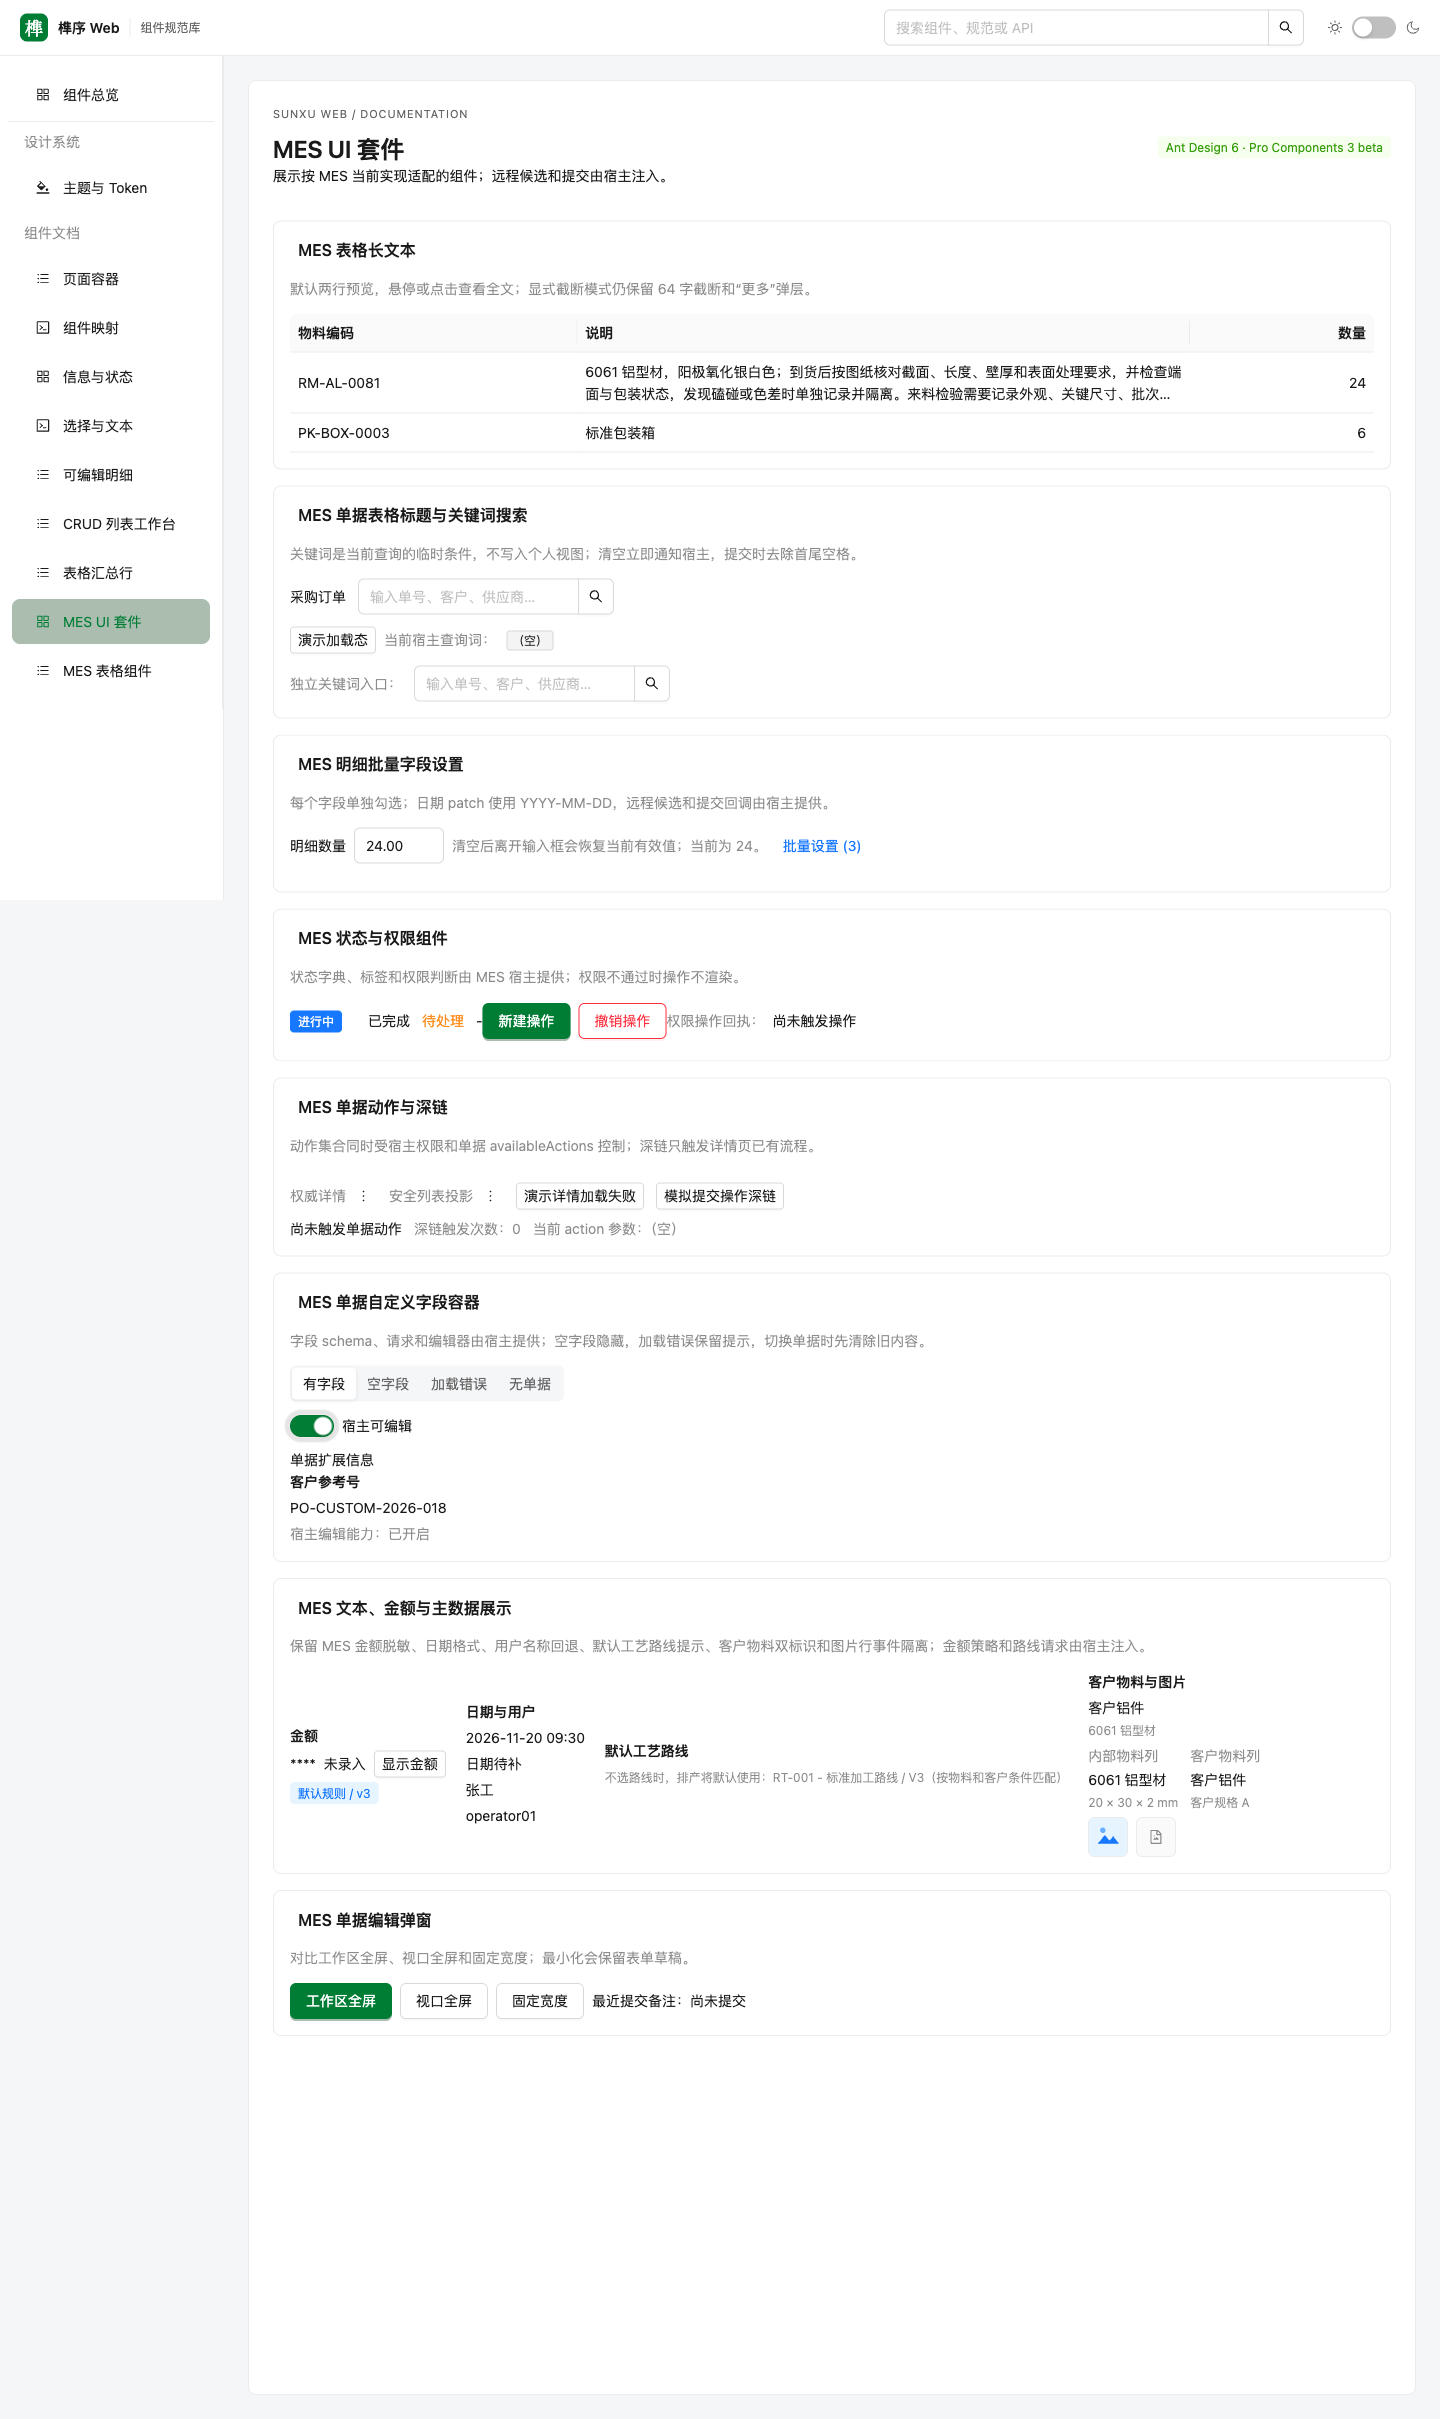 榫 榫序 Web 组件规范库
搜索组件、规范或 API
组件总览
设计系统
主题与 Token
组件文档
页面容器
组件映射
信息与状态
选择与文本
可编辑明细
CRUD 列表工作台
表格汇总行
MES UI 套件
MES 表格组件
SUNXU WEB / DOCUMENTATION
MES UI 套件
Ant Design 6 · Pro Components 3 beta
展示按 MES 当前实现适配的组件；远程候选和提交由宿主注入。
MES 表格长文本
默认两行预览，悬停或点击查看全文；显式截断模式仍保留 64 字截断和“更多”弹层。
物料编码 说明 数量
RM-AL-0081 6061 铝型材，阳极氧化银白色；到货后按图纸核对截面、长度、壁厚和表面处理要求，并检查端 24
面与包装状态，发现磕碰或色差时单独记录并隔离。来料检验需要记录外观、关键尺寸、批次...
PK-BOX-0003 标准包装箱 6
MES 单据表格标题与关键词搜索
关键词是当前查询的临时条件，不写入个人视图；清空立即通知宿主，提交时去除首尾空格。
采购订单 输入单号、客户、供应商...
演示加载态 当前宿主查询词： （空）
独立关键词入口： 输入单号、客户、供应商...
MES 明细批量字段设置
每个字段单独勾选；日期 patch 使用 YYYY-MM-DD，远程候选和提交回调由宿主提供。
明细数量 24.00 清空后离开输入框会恢复当前有效值；当前为 24。 批量设置 (3)
MES 状态与权限组件
状态字典、标签和权限判断由 MES 宿主提供；权限不通过时操作不渲染。
进行中 已完成 待处理 - 新建操作 撤销操作 权限操作回执： 尚未触发操作
MES 单据动作与深链
动作集合同时受宿主权限和单据 availableActions 控制；深链只触发详情页已有流程。
权威详情 ⋮ 安全列表投影 ⋮ 演示详情加载失败 模拟提交操作深链
尚未触发单据动作 深链触发次数：0 当前 action 参数：（空）
MES 单据自定义字段容器
字段 schema、请求和编辑器由宿主提供；空字段隐藏，加载错误保留提示，切换单据时先清除旧内容。
有字段 空字段 加载错误 无单据
宿主可编辑
单据扩展信息
客户参考号
PO-CUSTOM-2026-018
宿主编辑能力：已开启
MES 文本、金额与主数据展示
保留 MES 金额脱敏、日期格式、用户名称回退、默认工艺路线提示、客户物料双标识和图片行事件隔离；金额策略和路线请求由宿主注入。
金额
**** 未录入 显示金额
默认规则 / v3
日期与用户
2026-11-20 09:30
日期待补
张工
operator01
默认工艺路线
不选路线时，排产将默认使用：RT-001 - 标准加工路线 / V3（按物料和客户条件匹配）
客户物料与图片
客户铝件
6061 铝型材
内部物料列 客户物料列
6061 铝型材 客户铝件
20 × 30 × 2 mm 客户规格 A
MES 单据编辑弹窗
对比工作区全屏、视口全屏和固定宽度；最小化会保留表单草稿。
工作区全屏 视口全屏 固定宽度 最近提交备注：尚未提交